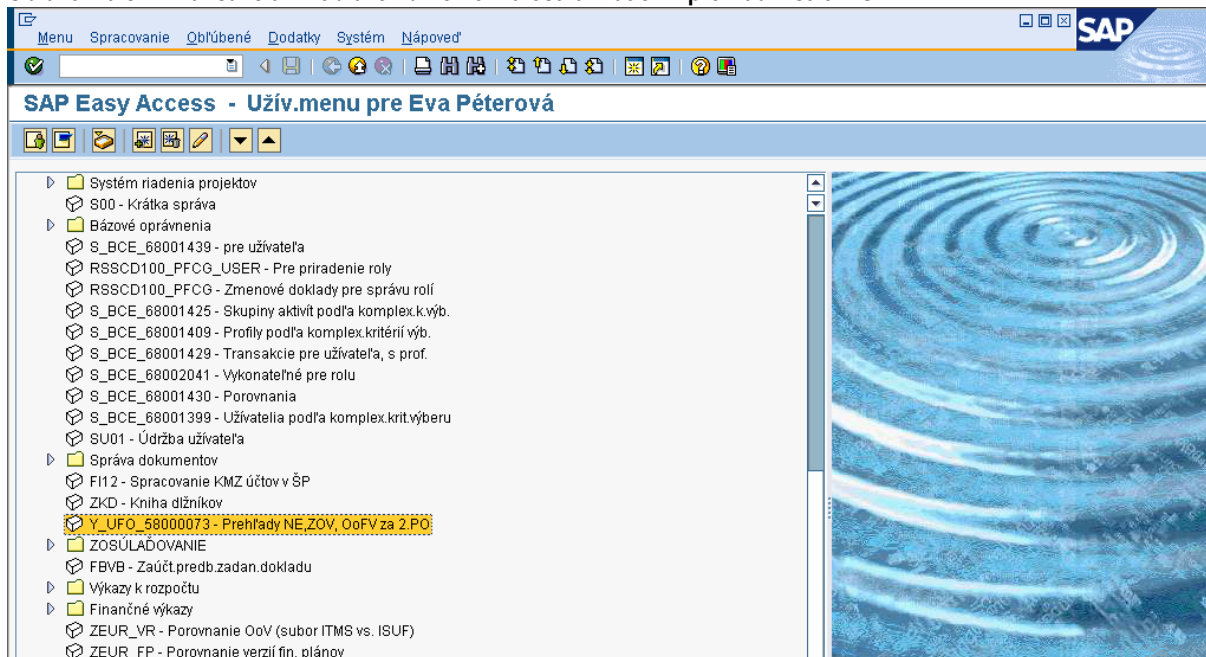 Menu Spracovanie Obľúbené Dodatky Systém Nápoveď
SAP
SAP Easy Access - Užív.menu pre Eva Péterová
Systém riadenia projektov
S00 - Krátka správa
Bázové oprávnenia
S_BCE_68001439 - pre užívateľa
RSSCD100_PFCG_USER - Pre priradenie roly
RSSCD100_PFCG - Zmenové doklady pre správu rolí
S_BCE_68001425 - Skupiny aktivít podľa komplex.k.výb.
S_BCE_68001409 - Profily podľa komplex.kritérií výb.
S_BCE_68001429 - Transakcie pre užívateľa, s prof.
S_BCE_68002041 - Vykonateľné pre rolu
S_BCE_68001430 - Porovnania
S_BCE_68001399 - Užívatelia podľa komplex.krit.výberu
SU01 - Údržba užívateľa
Správa dokumentov
FI12 - Spracovanie KMZ účtov v ŠP
ZKD - Kniha dlžníkov
Y_UFO_58000073 - Prehľady NE,ZOV, OoFV za 2.PO
ZOSÚLAĎOVANIE
FBVB - Zaúčt.predb.zadan.dokladu
Výkazy k rozpočtu
Finančné výkazy
ZEUR_VR - Porovnanie OoV (subor ITMS vs. ISUF)
ZEUR_FP - Porovnanie verzií fin. plánov